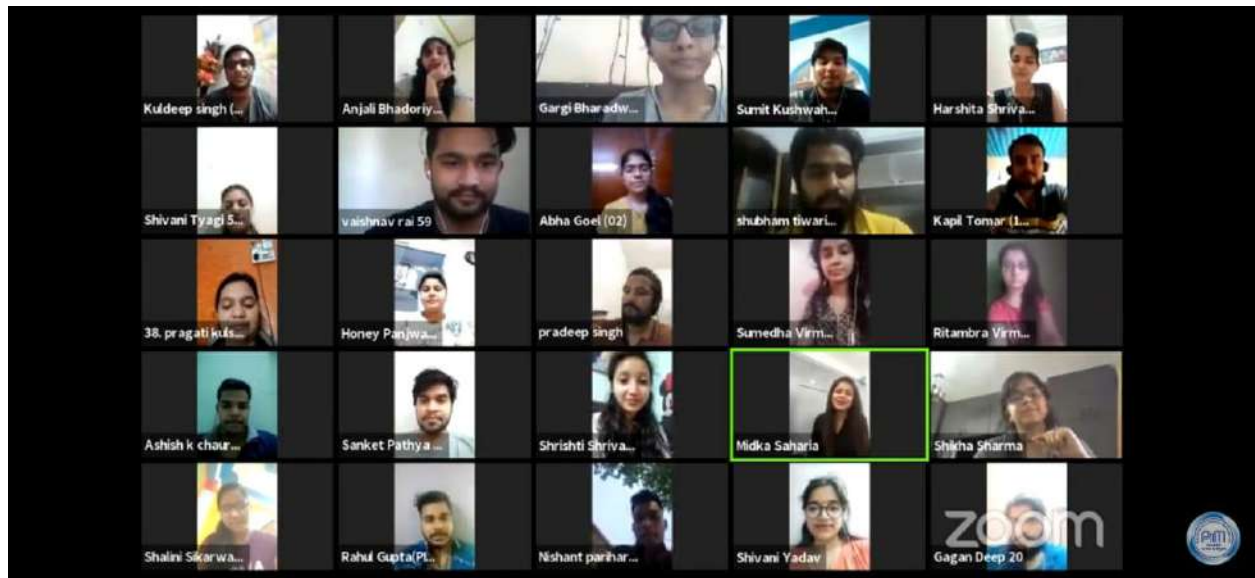 Kuldeep singh (...
Anjali Bhadoriy...
Gargi Bharadw...
Sumit Kushwah...
Harshita Shriva...
Shivani Tyagi 5...
vaishnav rai 59
Abha Goel (02)
shubham tiwari...
Kapil Tomar (1...
38. pragati kuls...
Honey Panjwa...
pradeep singh
Sumedha Virm...
Ritambra Virm...
Ashish k chaur...
Sanket Pathya ...
Shrishti Shriva...
Midka Saharia
Shikha Sharma
Shalini Sikarwa...
Rahul Gupta(PI...
Nishant parihar...
Shivani Yadav
zoom
Gagan Deep 20
PIM